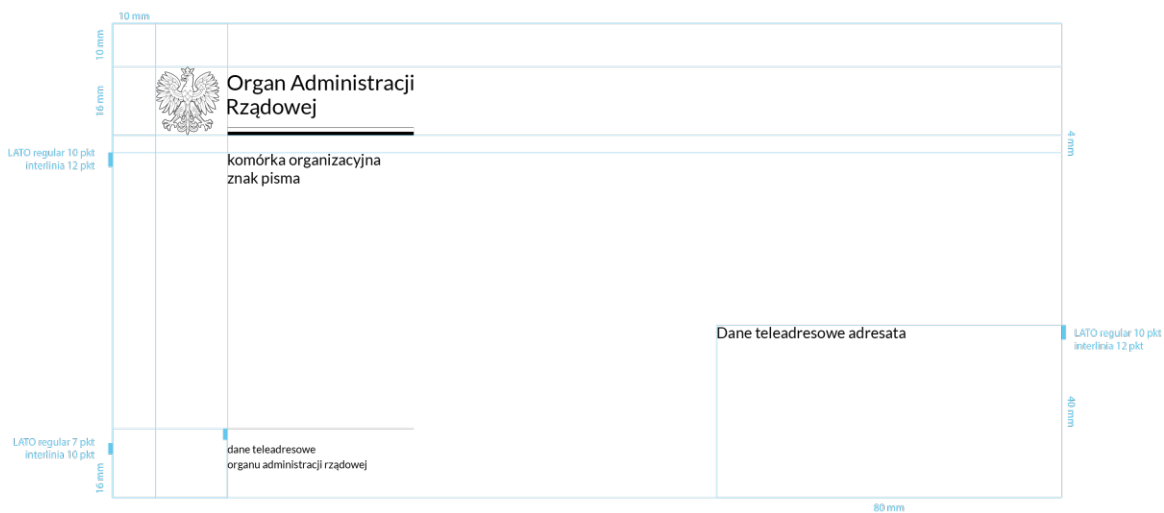 10 mm
10 mm
Organ Administracji
Rządowej
16 mm
4 mm
LATO regular 10 pkt
interlinia 12 pkt
komórka organizacyjna
znak pisma
Dane teleadresowe adresata
LATO regular 10 pkt
interlinia 12 pkt
40 mm
LATO regular 7 pkt
interlinia 10 pkt
dane teleadresowe
organu administracji rządowej
16 mm
80 mm